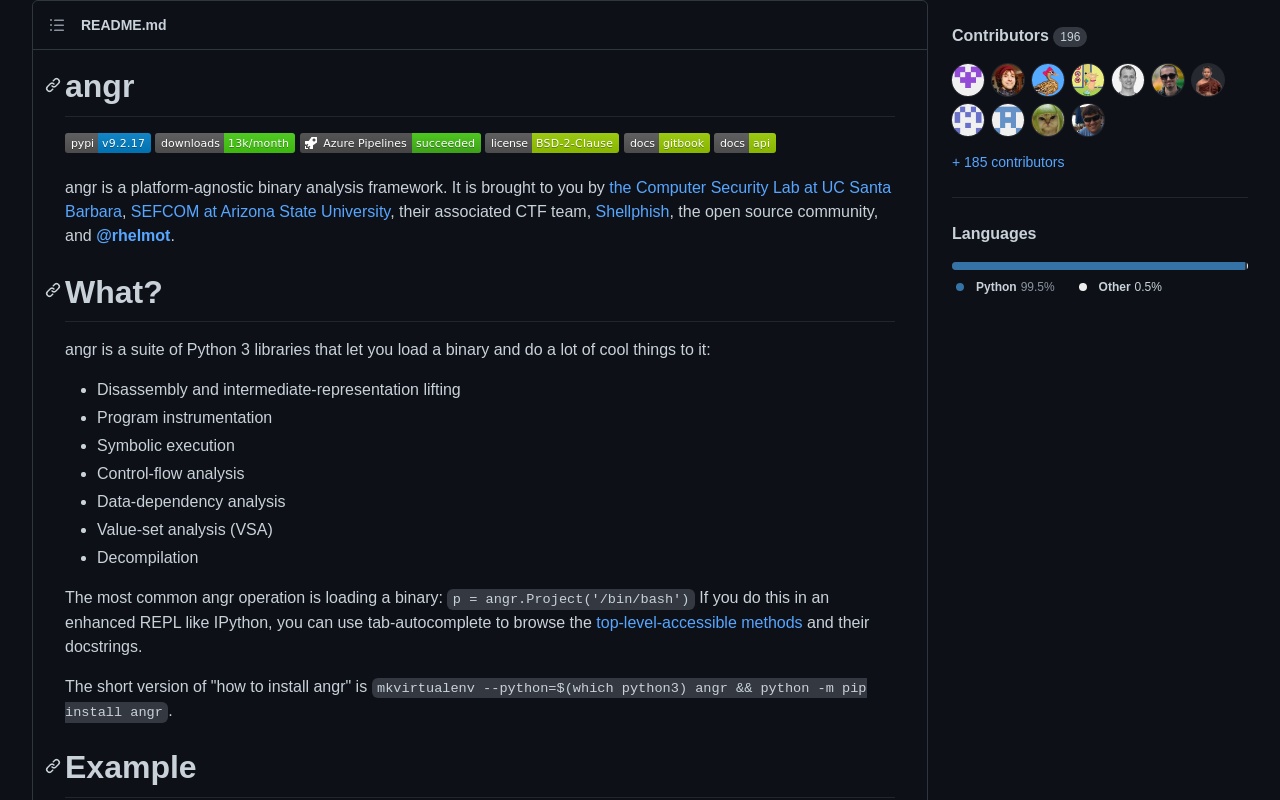 README.md
angr
pypi v9.2.17 downloads 13k/month Azure Pipelines succeeded license BSD-2-Clause docs gitbook docs api
angr is a platform-agnostic binary analysis framework. It is brought to you by the Computer Security Lab at UC Santa
Barbara, SEFCOM at Arizona State University, their associated CTF team, Shellphish, the open source community,
and @rhelmot.
What?
angr is a suite of Python 3 libraries that let you load a binary and do a lot of cool things to it:
Disassembly and intermediate-representation lifting
Program instrumentation
Symbolic execution
Control-flow analysis
Data-dependency analysis
Value-set analysis (VSA)
Decompilation
The most common angr operation is loading a binary: p = angr.Project('/bin/bash') If you do this in an
enhanced REPL like IPython, you can use tab-autocomplete to browse the top-level-accessible methods and their
docstrings.
The short version of "how to install angr" is mkvirtualenv --python=$(which python3) angr && python -m pip
install angr.
Example
Contributors 196
+ 185 contributors
Languages
Python 99.5% Other 0.5%